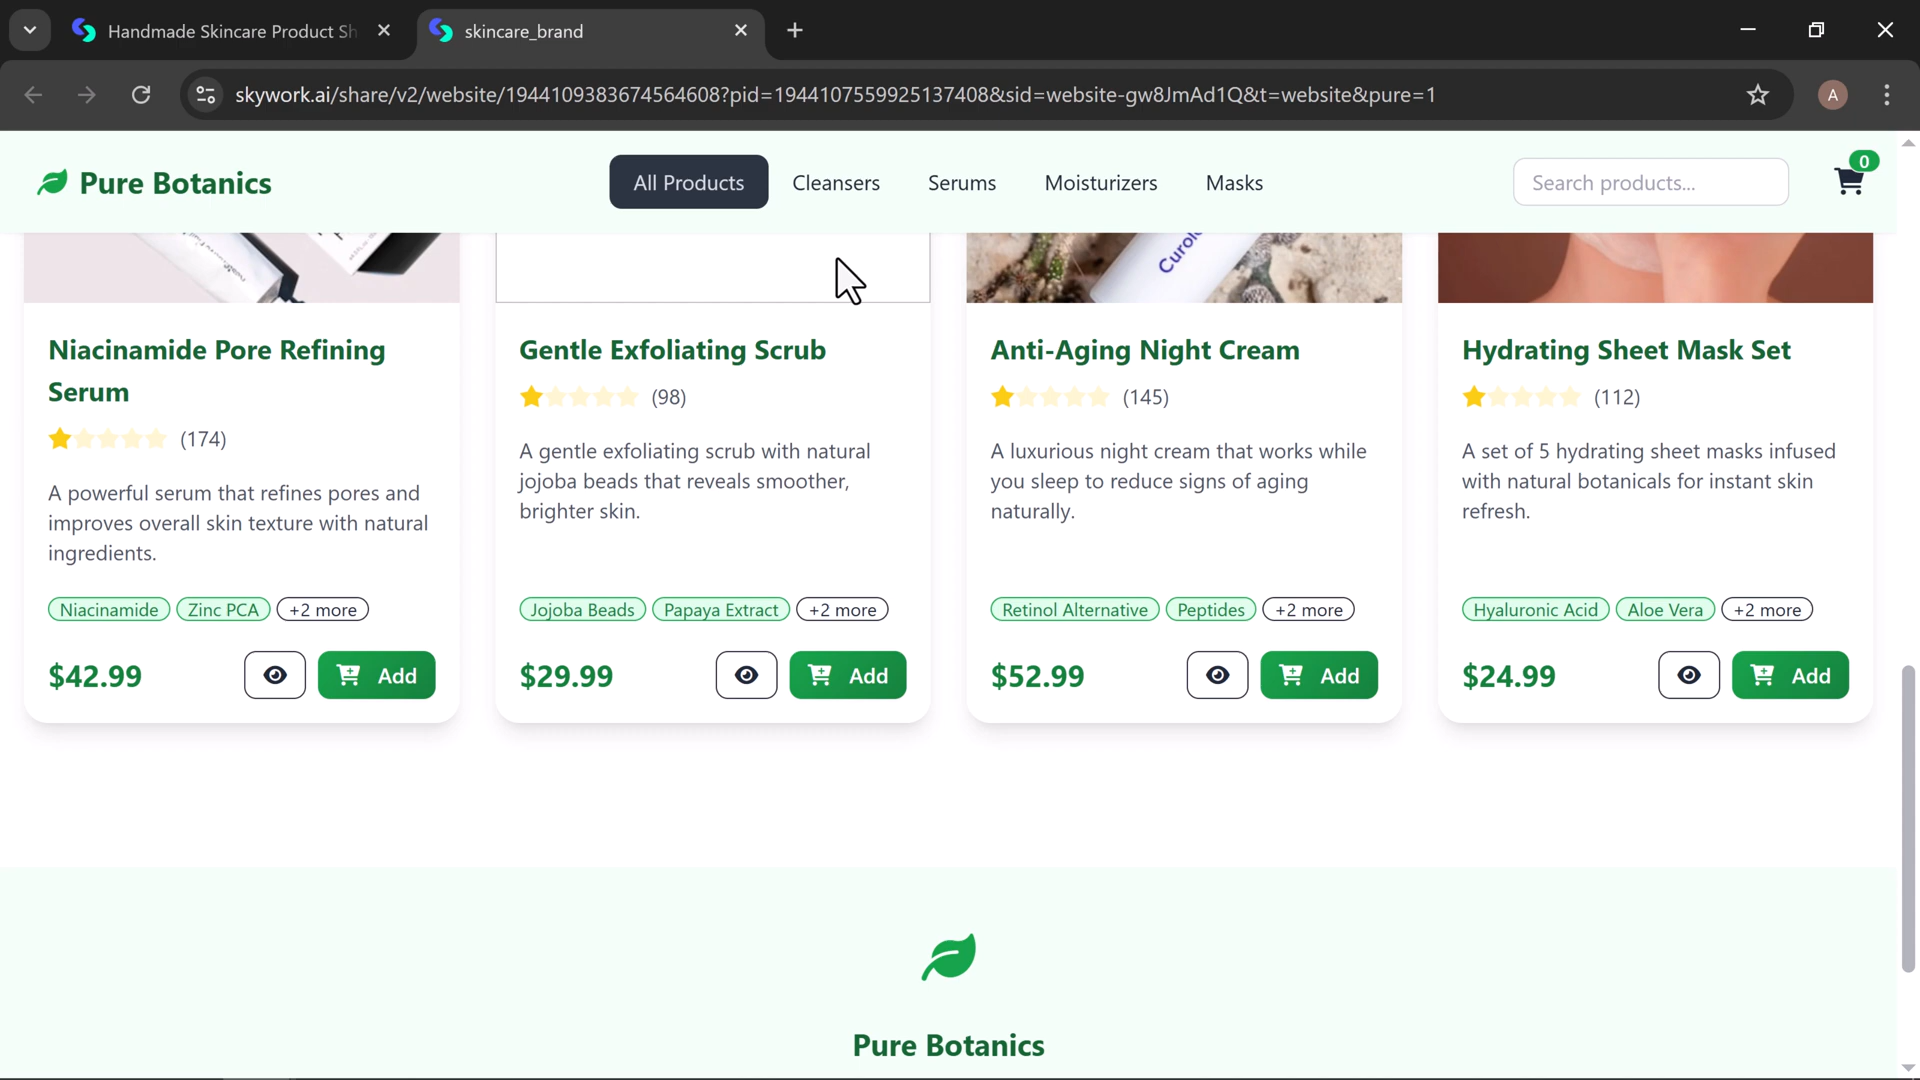 Handmade Skincare Product Sh
skincare_brand
skywork.ai/share/v2/website/1944109383674564608?pid=1944107559925137408&sid=website-gw8JmAd1Q&t=website&pure=1
A
Pure Botanics
All Products
Cleansers
Serums
Moisturizers
Masks
Search products...
0
Curolo
Niacinamide Pore Refining
Serum
(174)
A powerful serum that refines pores and
improves overall skin texture with natural
ingredients.
Niacinamide
Zinc PCA
+2 more
$42.99
Add
Gentle Exfoliating Scrub
(98)
A gentle exfoliating scrub with natural
jojoba beads that reveals smoother,
brighter skin.
Jojoba Beads
Papaya Extract
+2 more
$29.99
Add
Anti-Aging Night Cream
(145)
A luxurious night cream that works while
you sleep to reduce signs of aging
naturally.
Retinol Alternative
Peptides
+2 more
$52.99
Add
Hydrating Sheet Mask Set
(112)
A set of 5 hydrating sheet masks infused
with natural botanicals for instant skin
refresh.
Hyaluronic Acid
Aloe Vera
+2 more
$24.99
Add
Pure Botanics